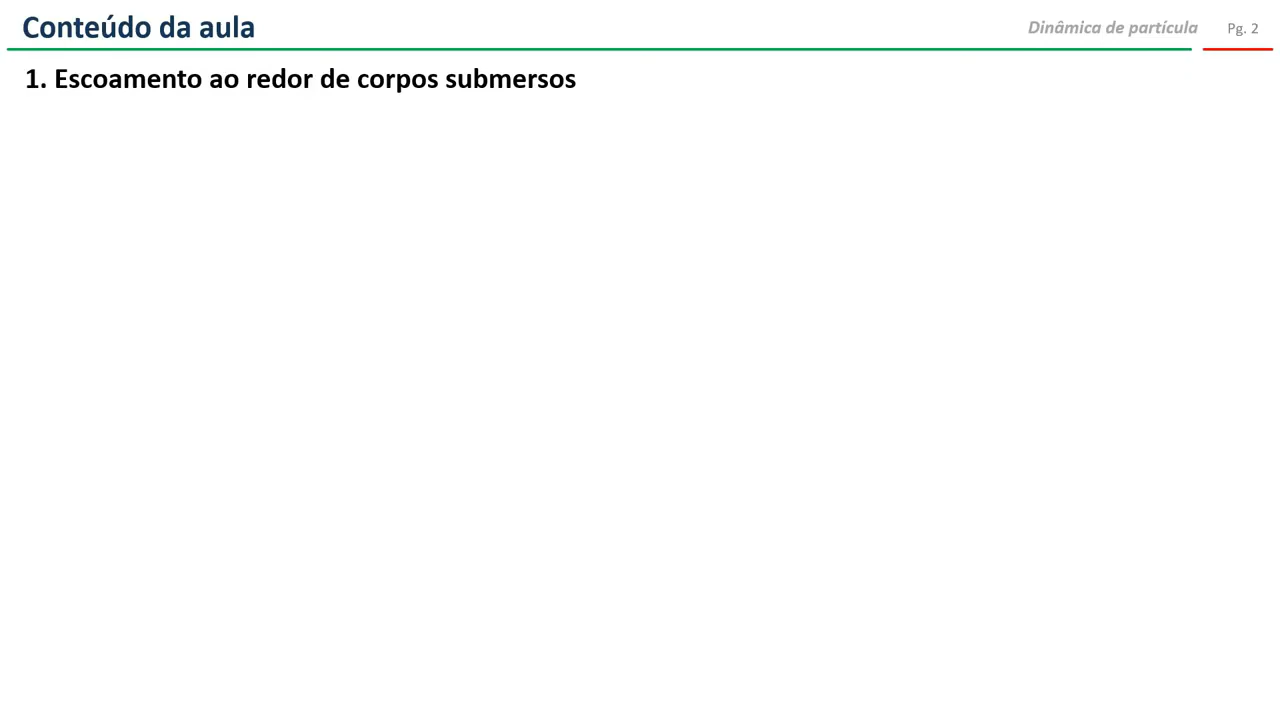 Conteúdo da aula
Dinâmica de partícula
Pg. 2
1. Escoamento ao redor de corpos submersos